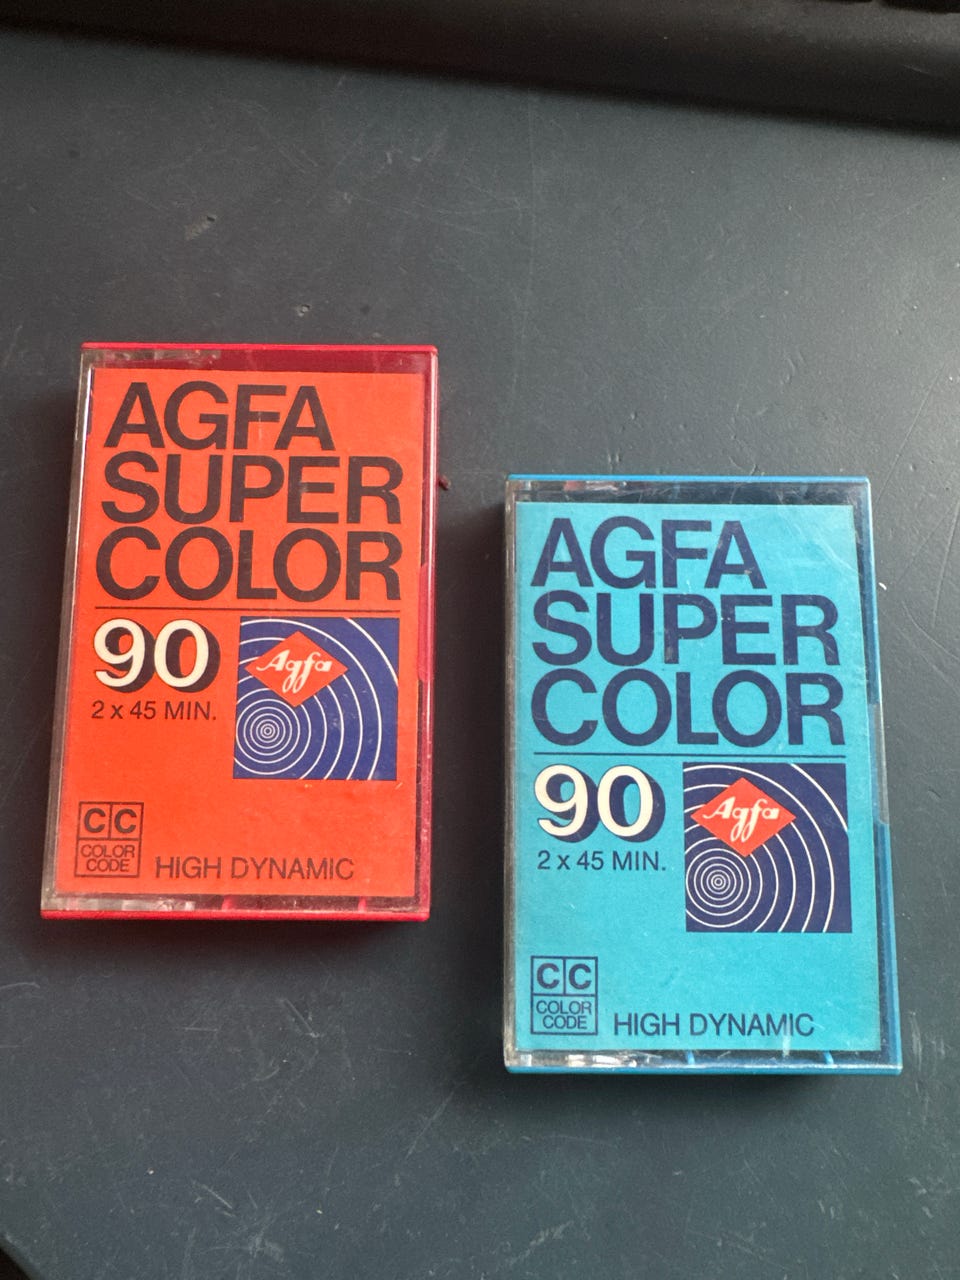 AGFA
SUPER
COLOR
90
Agfa
2 x 45 MIN.
CC
COLOR
CODE
HIGH DYNAMIC
AGFA
SUPER
COLOR
90
Agfa
2 x 45 MIN.
CC
COLOR
CODE
HIGH DYNAMIC